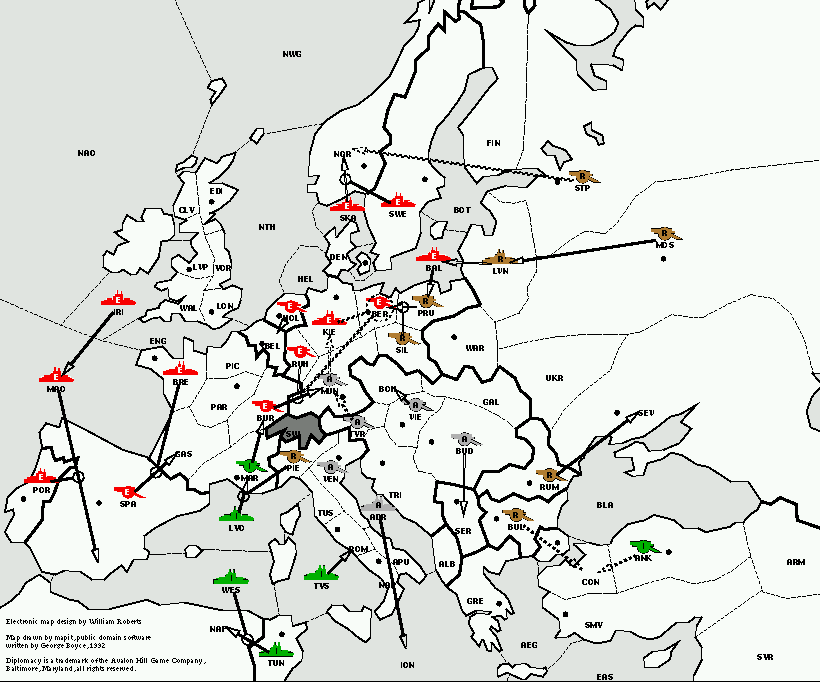 NWG
NAO
FIN
NOR
R
STP
EDI
CLV
E
SKA
E
SWE
BOT
NTH
R
MOS
DEN
E
BAL
R
LVN
LVP
YOR
HEL
E
IRI
WAL
LON
E
HOL
E
KIE
E
BER
R
PRU
ENG
BEL
R
SIL
WAR
E
RUH
PIC
E
MAO
E
BRE
UKR
A
MUN
BOH
A
VIE
GAL
PAR
E
BUR
A
TYR
SWI
SEV
A
BUD
GAS
MAR
R
PIE
A
VEN
R
RUM
E
POR
E
SPA
TRI
A
ADR
BLA
TUS
LYO
R
BUL
SER
ROM
ANK
ALB
APU
ARM
TYS
NAP
CON
WES
GRE
SMY
Electronic map design by William Roberts
NAF
Map drawn by mapit, public domain software
written by George Boyce, 1992
TUN
ION
AEG
SYR
EAS
Diplomacy is a trademark of the Avalon Hill Game Company,
Baltimore, Maryland, all rights reserved.